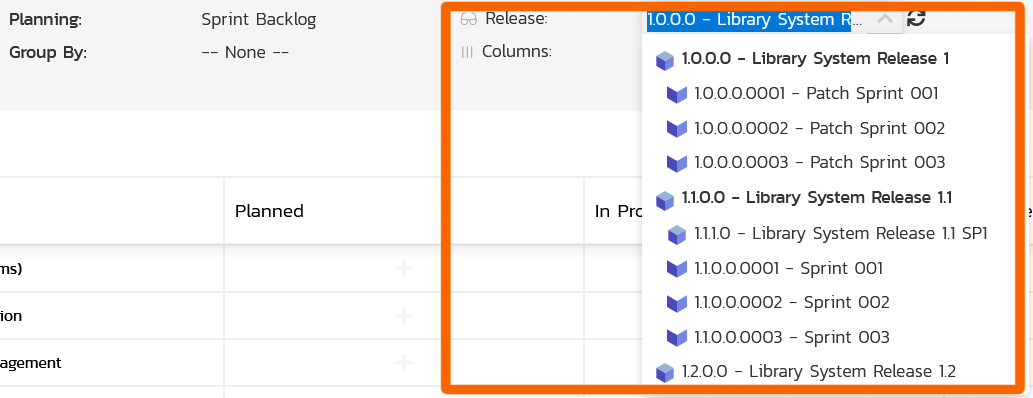 Planning: Sprint Backlog Release: 1.0.0.0 - Library System R...
Group By: -- None -- Columns:
1.0.0.0 - Library System Release 1
1.0.0.0.0001 - Patch Sprint 001
1.0.0.0.0002 - Patch Sprint 002
1.0.0.0.0003 - Patch Sprint 003
1.1.0.0 - Library System Release 1.1
Planned In Pro
1.1.1.0 - Library System Release 1.1 SP1
ms) 1.1.0.0.0001 - Sprint 001
1.1.0.0.0002 - Sprint 002
ion
1.1.0.0.0003 - Sprint 003
agement
1.2.0.0 - Library System Release 1.2